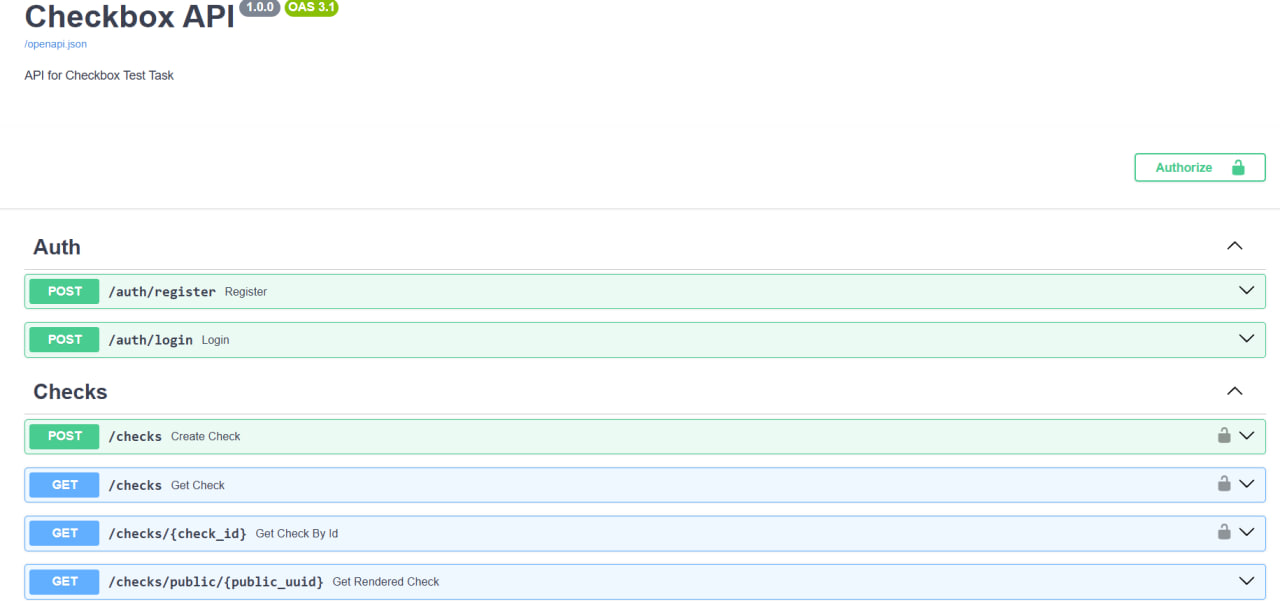 Checkbox API 1.0.0 OAS 3.1
/openapi.json
API for Checkbox Test Task
Authorize
Auth
POST /auth/register Register
POST /auth/login Login
Checks
POST /checks Create Check
GET /checks Get Check
GET /checks/{check_id} Get Check By Id
GET /checks/public/{public_uuid} Get Rendered Check